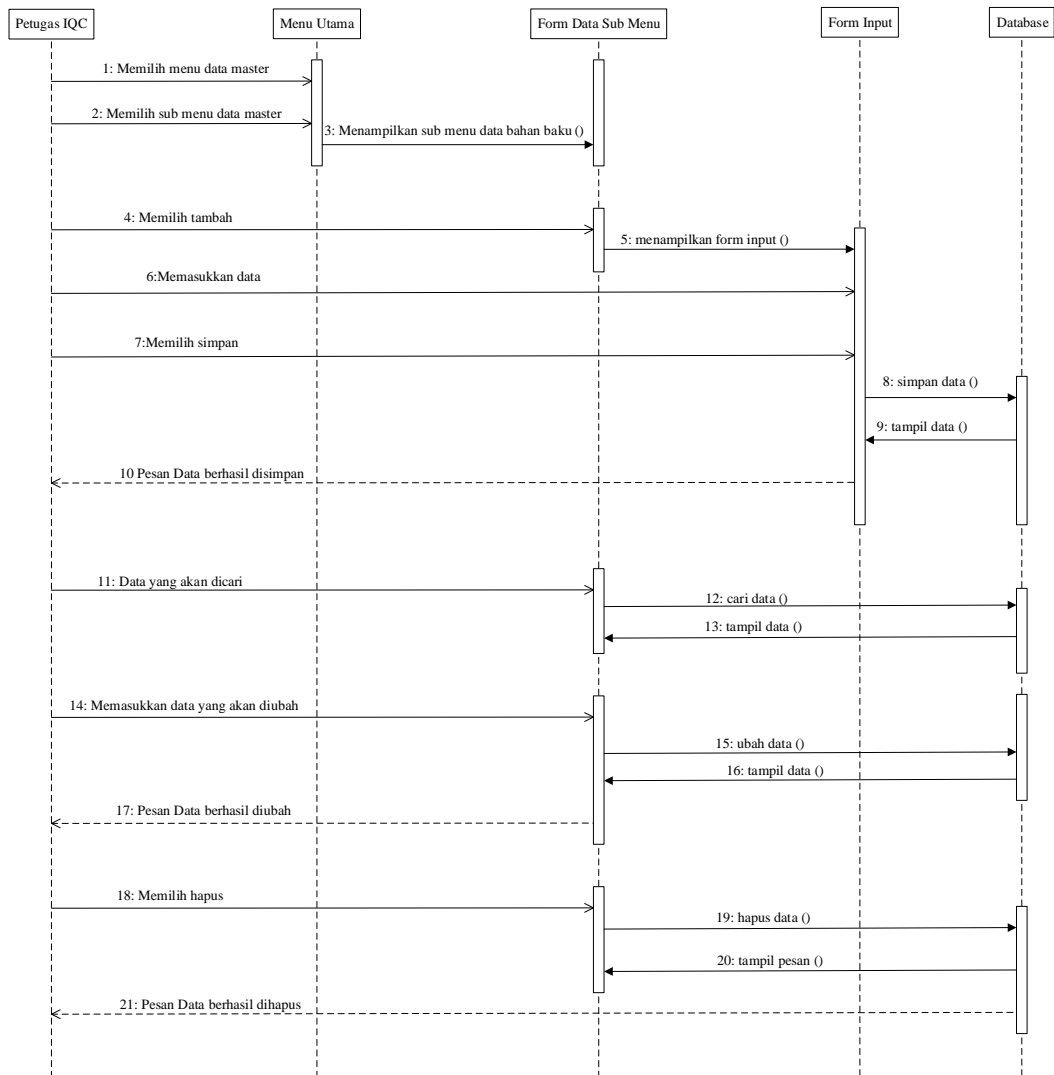 Petugas IQC
Menu Utama
Form Data Sub Menu
Form Input
Database
1: Memilih menu data master
2: Memilih sub menu data master
3: Menampilkan sub menu data bahan baku ()
4: Memilih tambah
5: menampilkan form input ()
6:Memasukkan data
7:Memilih simpan
8: simpan data ()
9: tampil data ()
10 Pesan Data berhasil disimpan
11: Data yang akan dicari
12: cari data ()
13: tampil data ()
14: Memasukkan data yang akan diubah
15: ubah data ()
16: tampil data ()
17: Pesan Data berhasil diubah
18: Memilih hapus
19: hapus data ()
20: tampil pesan ()
21: Pesan Data berhasil dihapus